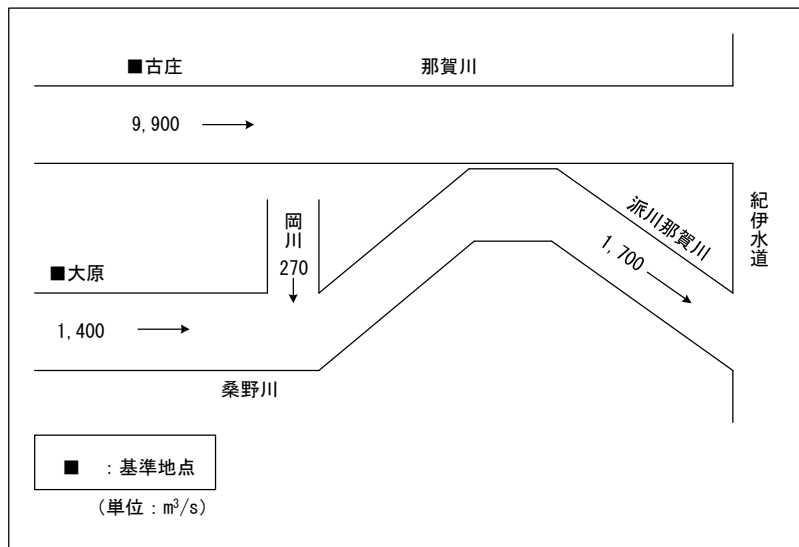 ■古庄
那賀川
9,900
派川那賀川
紀伊水道
岡川
270
1,700
■大原
1,400
桑野川
■ ：基準地点
（単位：m³/s）